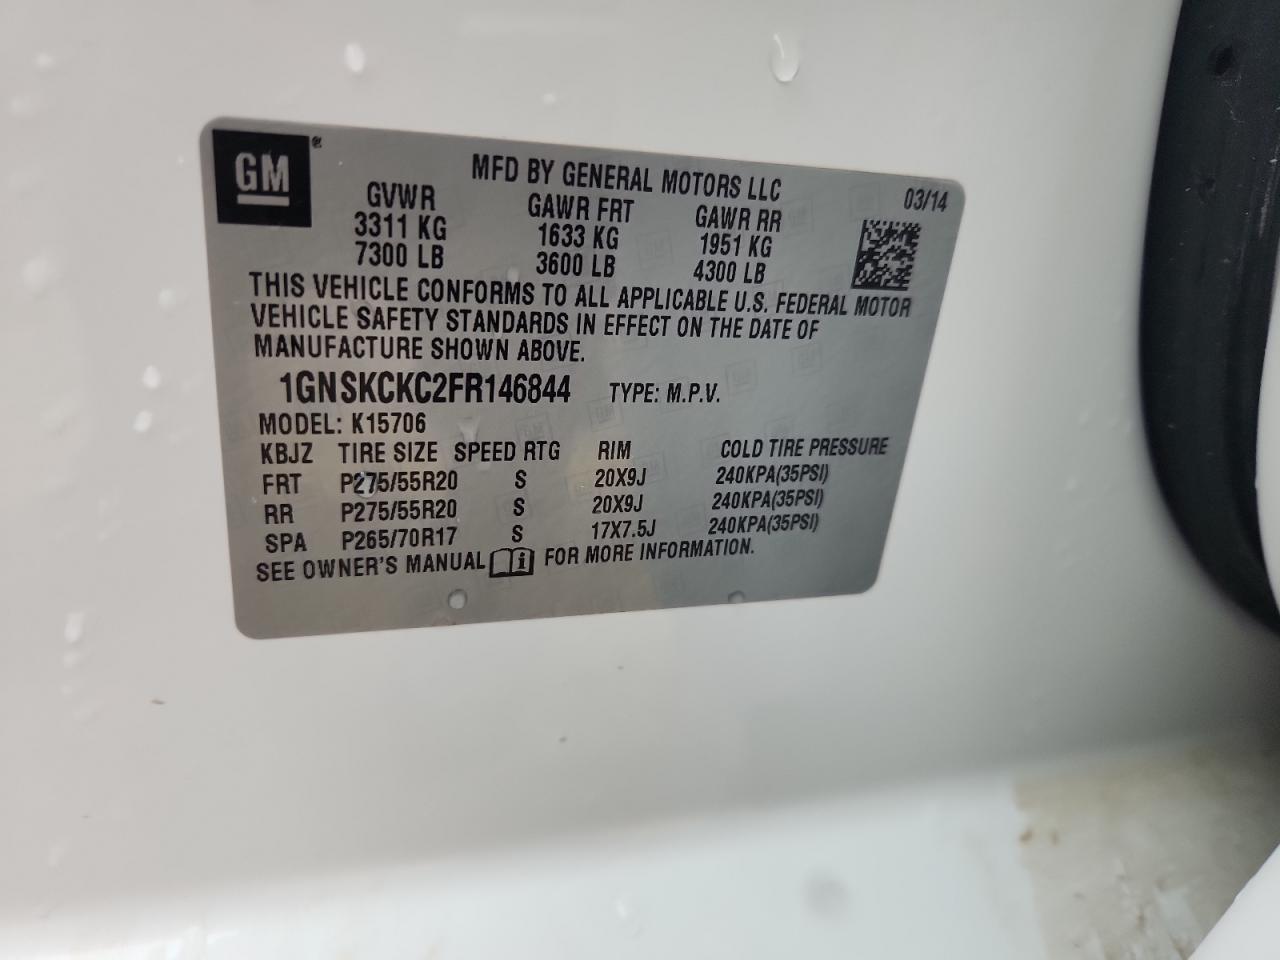 GM®
MFD BY GENERAL MOTORS LLC
03/14
GVWR GAWR FRT GAWR RR
3311 KG 1633 KG 1951 KG
7300 LB 3600 LB 4300 LB
THIS VEHICLE CONFORMS TO ALL APPLICABLE U.S. FEDERAL MOTOR
VEHICLE SAFETY STANDARDS IN EFFECT ON THE DATE OF
MANUFACTURE SHOWN ABOVE.
1GNSKCKC2FR146844 TYPE: M.P.V.
MODEL: K15706
KBJZ TIRE SIZE SPEED RTG RIM COLD TIRE PRESSURE
FRT P275/55R20 S 20X9J 240KPA(35PSI)
RR P275/55R20 S 20X9J 240KPA(35PSI)
SPA P265/70R17 S 17X7.5J 240KPA(35PSI)
SEE OWNER'S MANUAL i FOR MORE INFORMATION.